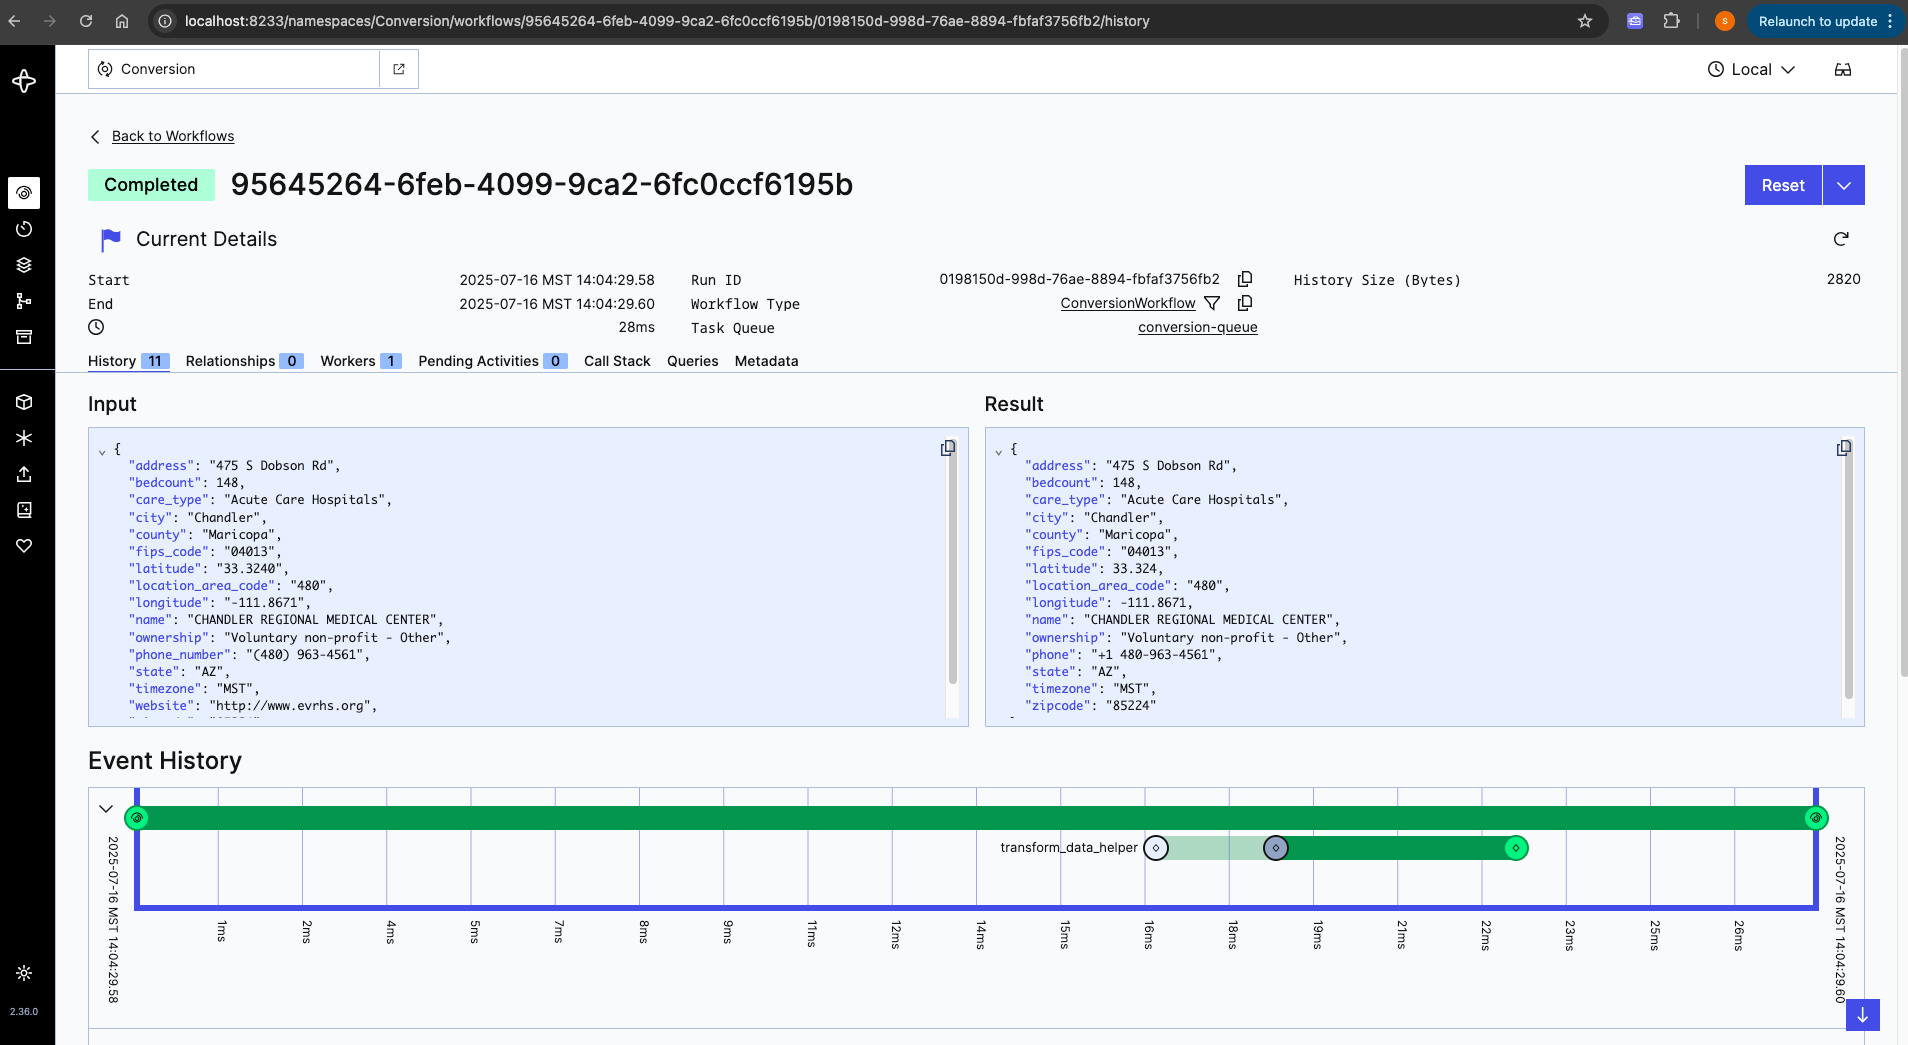 localhost:8233/namespaces/Conversion/workflows/95645264-6feb-4099-9ca2-6fc0ccf6195b/0198150d-998d-76ae-8894-fbfaf3756fb2/history
S
Relaunch to update
Conversion
Local
Back to Workflows
Completed 95645264-6feb-4099-9ca2-6fc0ccf6195b
Reset
Current Details
Start 2025-07-16 MST 14:04:29.58
End 2025-07-16 MST 14:04:29.60
28ms
Run ID 0198150d-998d-76ae-8894-fbfaf3756fb2
Workflow Type ConversionWorkflow
Task Queue conversion-queue
History Size (Bytes) 2820
History 11 Relationships 0 Workers 1 Pending Activities 0 Call Stack Queries Metadata
Input
{
"address": "475 S Dobson Rd",
"bedcount": 148,
"care_type": "Acute Care Hospitals",
"city": "Chandler",
"county": "Maricopa",
"fips_code": "04013",
"latitude": "33.3240",
"location_area_code": "480",
"longitude": "-111.8671",
"name": "CHANDLER REGIONAL MEDICAL CENTER",
"ownership": "Voluntary non-profit - Other",
"phone_number": "(480) 963-4561",
"state": "AZ",
"timezone": "MST",
"website": "http://www.evrhs.org",
Result
{
"address": "475 S Dobson Rd",
"bedcount": 148,
"care_type": "Acute Care Hospitals",
"city": "Chandler",
"county": "Maricopa",
"fips_code": "04013",
"latitude": 33.324,
"location_area_code": "480",
"longitude": -111.8671,
"name": "CHANDLER REGIONAL MEDICAL CENTER",
"ownership": "Voluntary non-profit - Other",
"phone": "+1 480-963-4561",
"state": "AZ",
"timezone": "MST",
"zipcode": "85224"
Event History
transform_data_helper
2025-07-16 MST 14:04:29.58
1ms 2ms 4ms 5ms 7ms 8ms 9ms 11ms 12ms 14ms 15ms 16ms 18ms 19ms 21ms 22ms 23ms 25ms 26ms
2025-07-16 MST 14:04:29.60
2.36.0